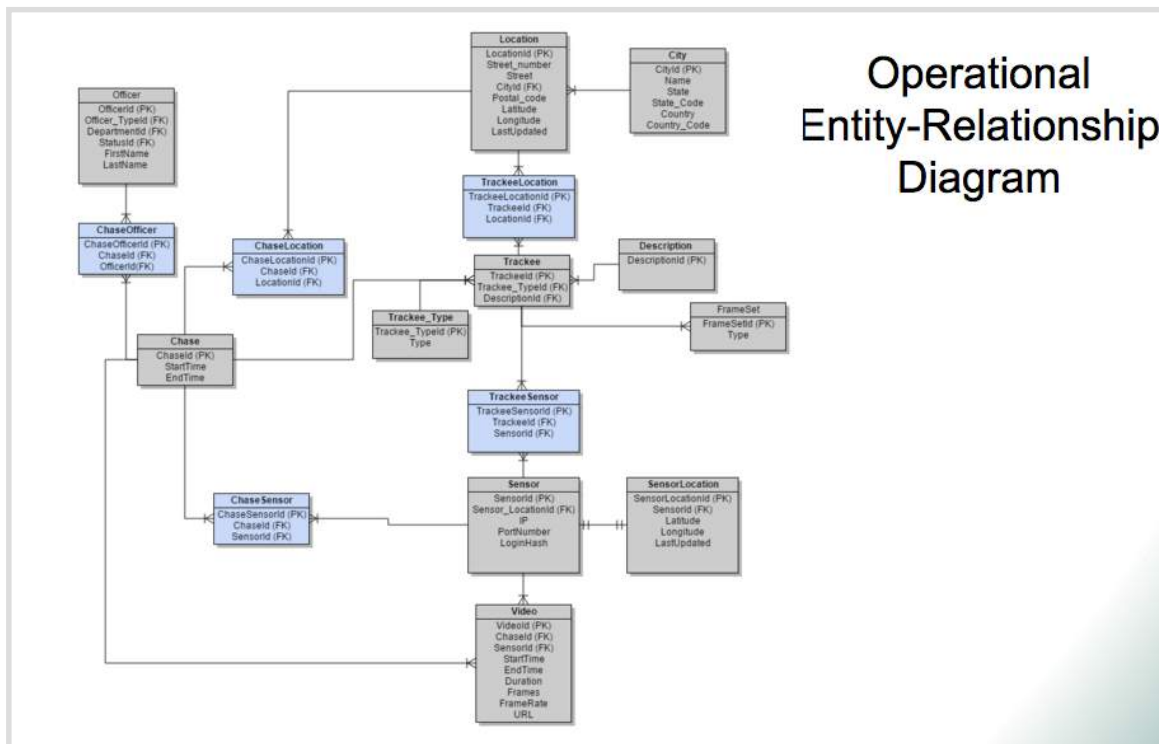 Operational
Entity-Relationship
Diagram
Location
LocationId (PK)
Street_number
Street
CityId (FK)
Postal_code
Latitude
Longitude
LastUpdated
City
CityId (PK)
Name
State
State_Code
Country
Country_Code
Officer
OfficerId (PK)
Officer_TypeId (FK)
DepartmentId (FK)
StatusId (FK)
FirstName
LastName
TrackeeLocation
TrackeeLocationId (PK)
TrackeeId (FK)
LocationId (FK)
ChaseOfficer
ChaseOfficerId (PK)
ChaseId (FK)
OfficerId(FK)
ChaseLocation
ChaseLocationId (PK)
ChaseId (FK)
LocationId (FK)
Trackee
TrackeeId (PK)
Trackee_TypeId (FK)
DescriptionId (FK)
Description
DescriptionId (PK)
Trackee_Type
Trackee_TypeId (PK)
Type
FrameSet
FrameSetId (PK)
Type
Chase
ChaseId (PK)
StartTime
EndTime
TrackeeSensor
TrackeeSensorId (PK)
TrackeeId (FK)
SensorId (FK)
ChaseSensor
ChaseSensorId (PK)
ChaseId (FK)
SensorId (FK)
Sensor
SensorId (PK)
Sensor_LocationId (FK)
IP
PortNumber
LoginHash
SensorLocation
SensorLocationId (PK)
SensorId (FK)
Latitude
Longitude
LastUpdated
Video
VideoId (PK)
ChaseId (FK)
SensorId (FK)
StartTime
EndTime
Duration
Frames
FrameRate
URL